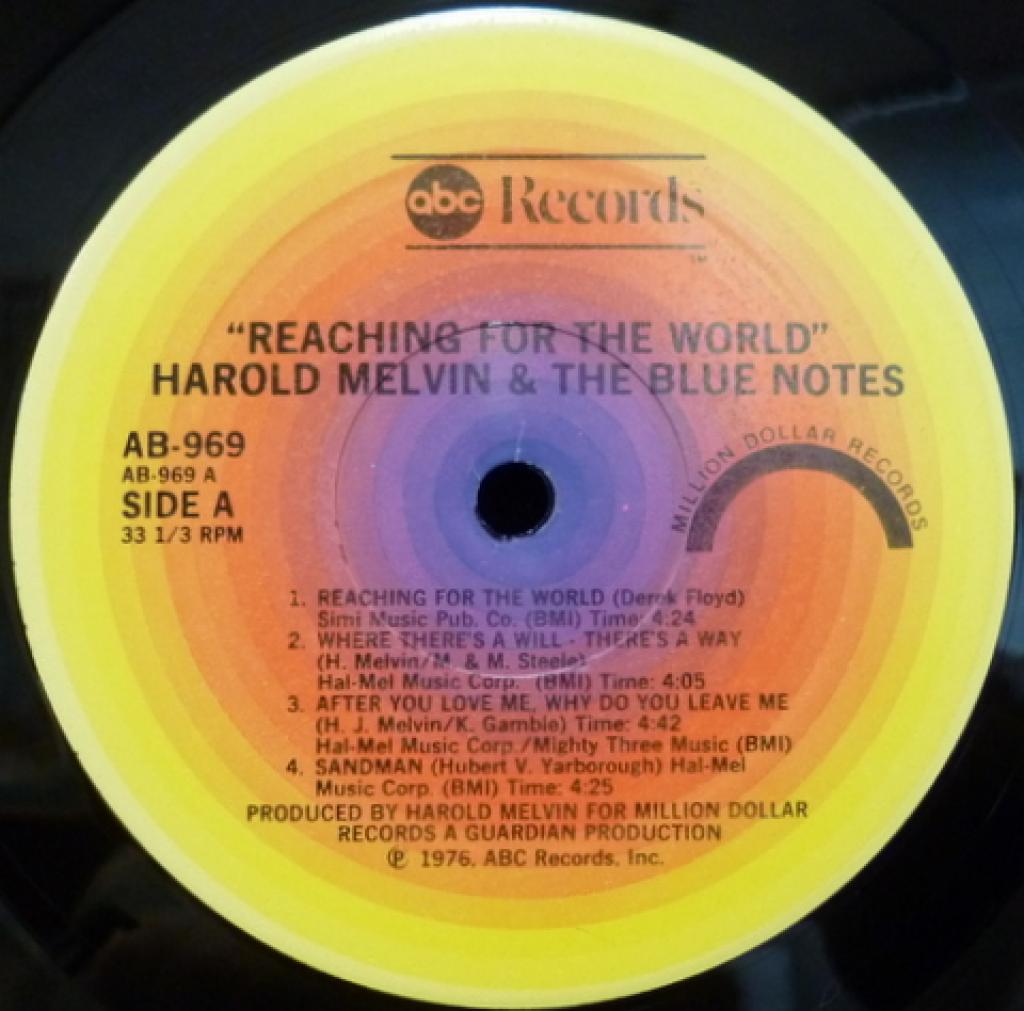 abc Records
TM
"REACHING FOR THE WORLD"
HAROLD MELVIN & THE BLUE NOTES
AB-969
AB-969 A
SIDE A
33 1/3 RPM
MILLION DOLLAR RECORDS
1. REACHING FOR THE WORLD (Derek Floyd)
Simi Music Pub. Co. (BMI) Time: 4:24
2. WHERE THERE'S A WILL - THERE'S A WAY
(H. Melvin/M. & M. Steele)
Hal-Mel Music Corp. (BMI) Time: 4:05
3. AFTER YOU LOVE ME, WHY DO YOU LEAVE ME
(H. J. Melvin/K. Gamble) Time: 4:42
Hal-Mel Music Corp./Mighty Three Music (BMI)
4. SANDMAN (Hubert V. Yarborough) Hal-Mel
Music Corp. (BMI) Time: 4:25
PRODUCED BY HAROLD MELVIN FOR MILLION DOLLAR
RECORDS A GUARDIAN PRODUCTION
℗ 1976, ABC Records, Inc.